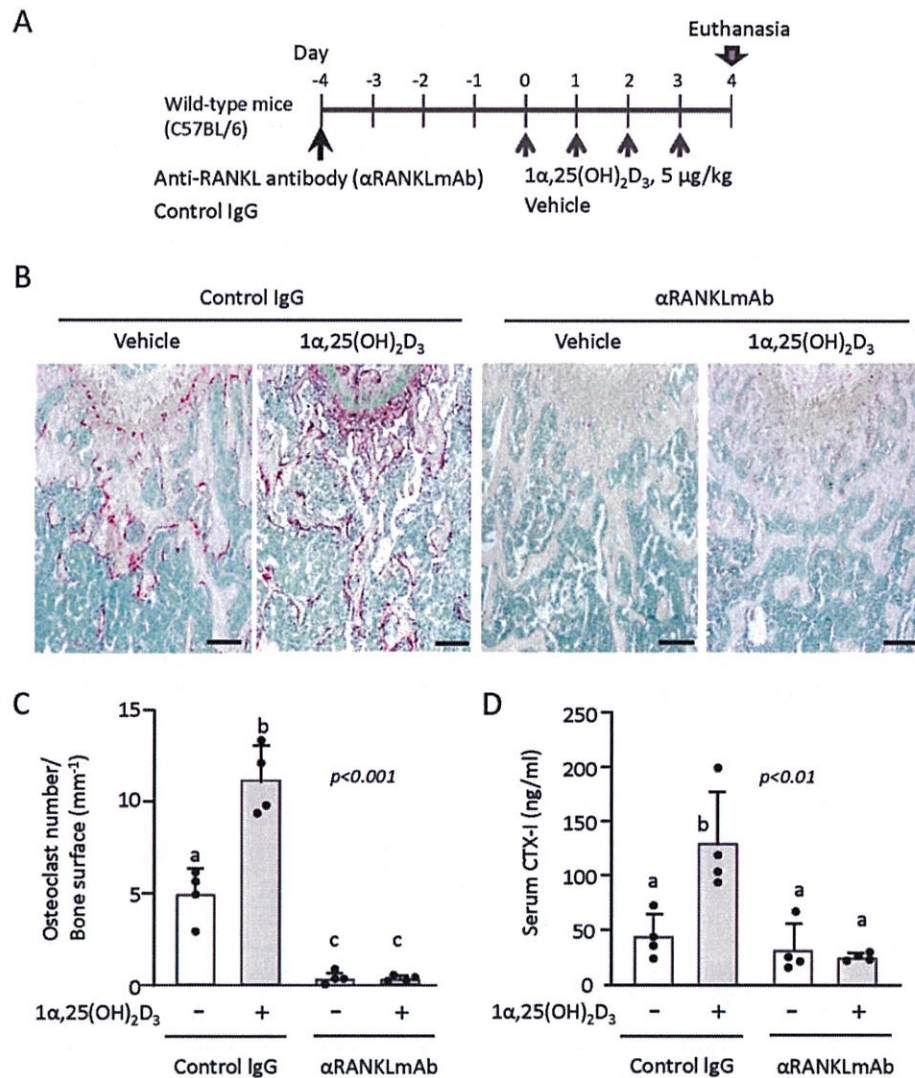 A
Euthanasia
Day
-4 -3 -2 -1 0 1 2 3 4
Wild-type mice
(C57BL/6)
Anti-RANKL antibody (αRANKLmAb)
Control IgG
1α,25(OH)₂D₃, 5 µg/kg
Vehicle
B
Control IgG
αRANKLmAb
Vehicle 1α,25(OH)₂D₃ Vehicle 1α,25(OH)₂D₃
C
Osteoclast number/
Bone surface (mm⁻¹)
15
10
5
0
a b c c
p<0.001
1α,25(OH)₂D₃ − + − +
Control IgG αRANKLmAb
D
Serum CTX-I (ng/ml)
250
200
150
100
50
0
a b a a
p<0.01
1α,25(OH)₂D₃ − + − +
Control IgG αRANKLmAb